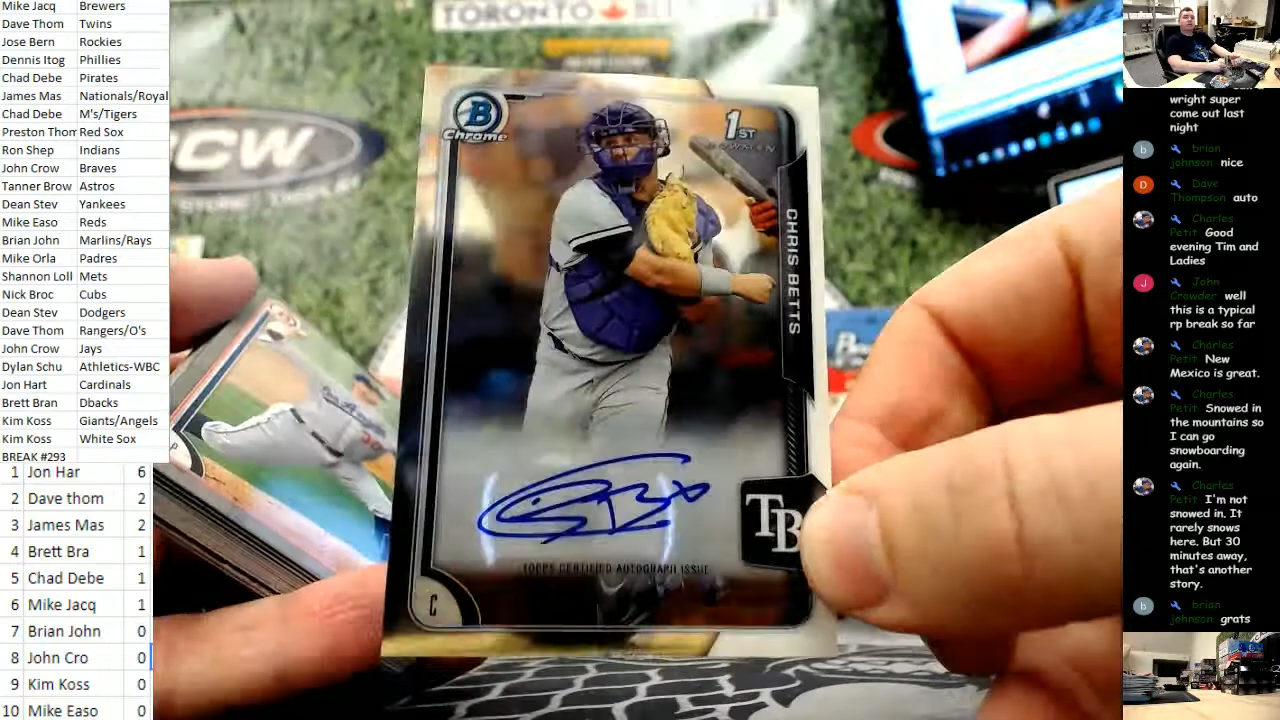 Mike Jacq Brewers
Dave Thom Twins
Jose Bern Rockies
Dennis Itog Phillies
Chad Debe Pirates
James Mas Nationals/Royal
Chad Debe M's/Tigers
Preston Thom Red Sox
Ron Shep Indians
John Crow Braves
Tanner Brow Astros
Dean Stev Yankees
Mike Easo Reds
Brian John Marlins/Rays
Mike Orla Padres
Shannon Loll Mets
Nick Broc Cubs
Dean Stev Dodgers
Dave Thom Rangers/O's
John Crow Jays
Dylan Schu Athletics-WBC
Jon Hart Cardinals
Brett Bran Dbacks
Kim Koss Giants/Angels
Kim Koss White Sox
BREAK #293
1 Jon Har 6
2 Dave thom 2
3 James Mas 2
4 Brett Bra 1
5 Chad Debe 1
6 Mike Jacq 1
7 Brian John 0
8 John Cro 0
9 Kim Koss 0
10 Mike Easo 0
TORONTO
CW
B
Chrome
1ST
BOWMAN
CHRIS BETTS
TB
TOPPS CERTIFIED AUTOGRAPH ISSUE
C
wright super
come out last
night
b brian
johnson nice
D Dave
Thompson auto
Charles
Petit Good
evening Tim and
Ladies
J John
Crowder well
this is a typical
rp break so far
Charles
Petit New
Mexico is great.
Charles
Petit Snowed in
the mountains so
I can go
snowboarding
again.
Charles
Petit I'm not
snowed in. It
rarely snows
here. But 30
minutes away,
that's another
story.
b brian
johnson grats